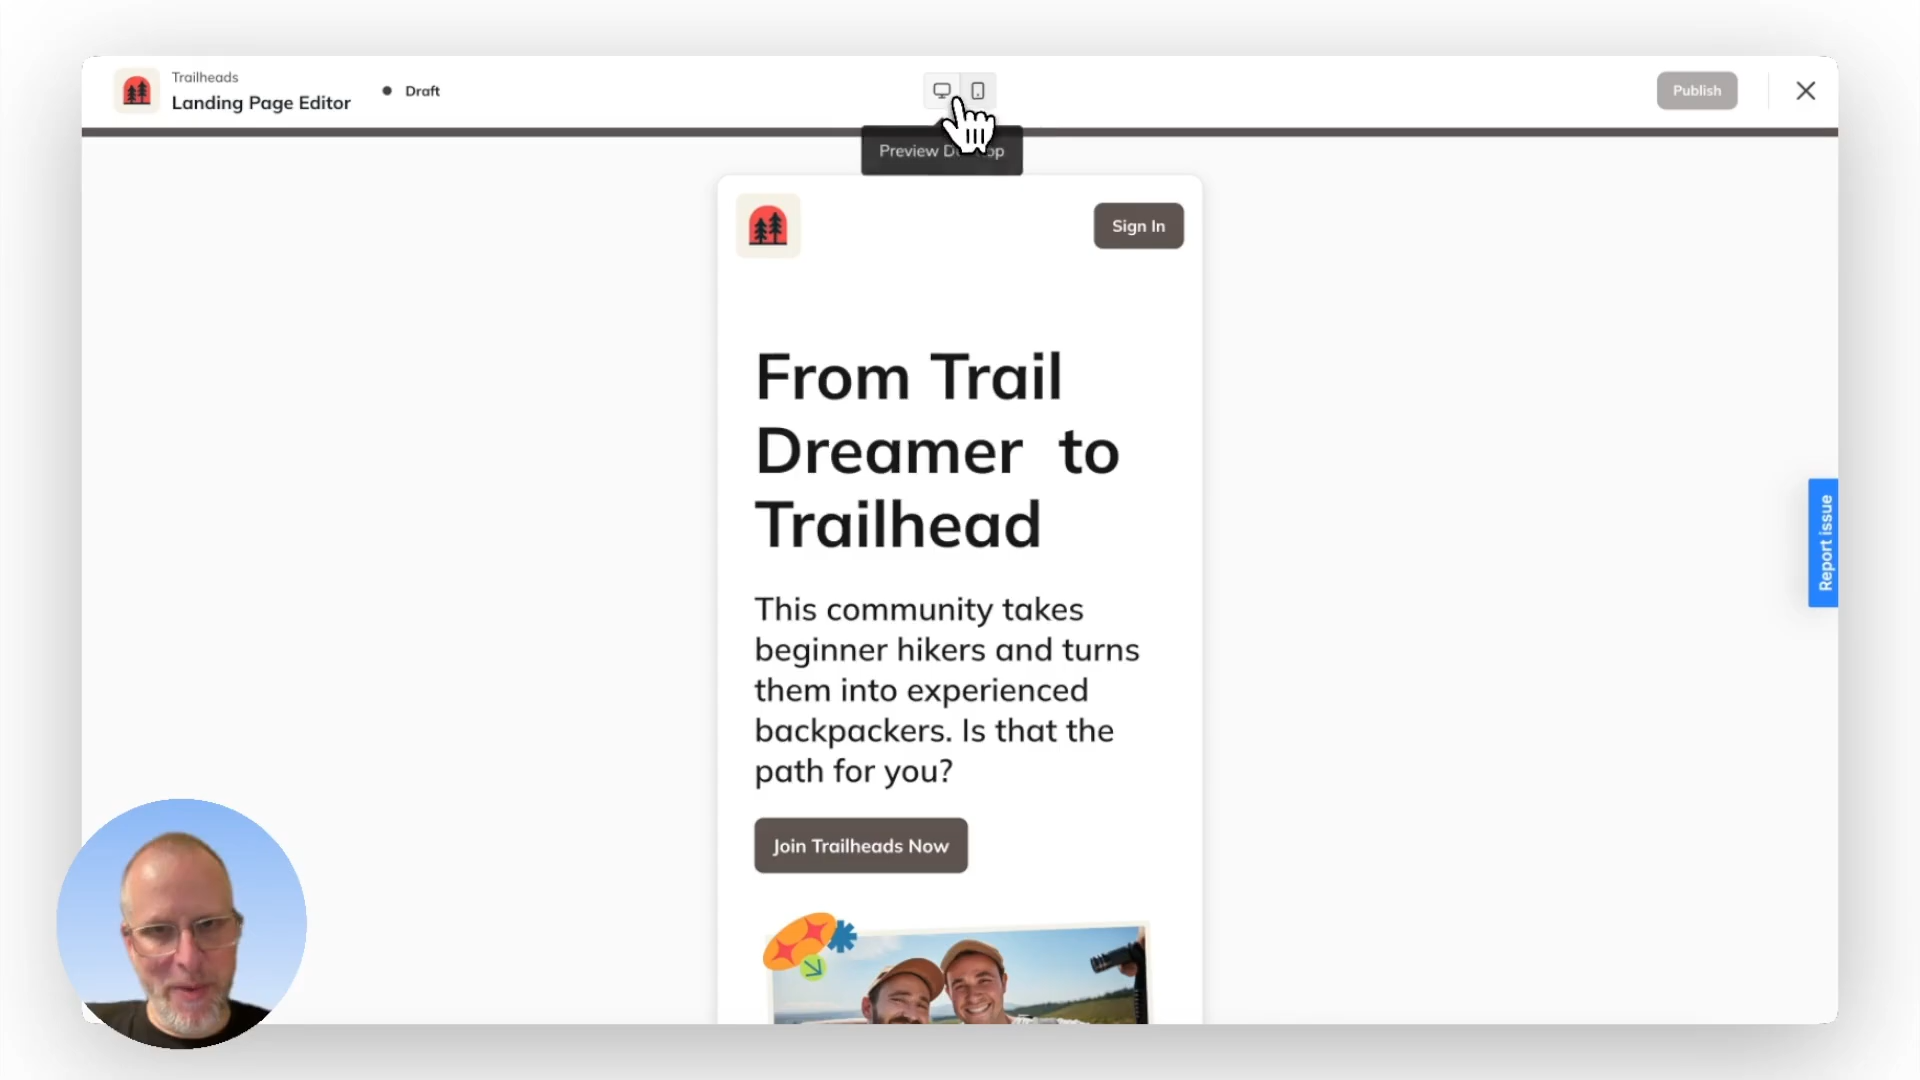 Trailheads
Landing Page Editor
Draft
Publish
Preview
Sign In
From Trail
Dreamer to
Trailhead
This community takes
beginner hikers and turns
them into experienced
backpackers. Is that the
path for you?
Join Trailheads Now
Report issue